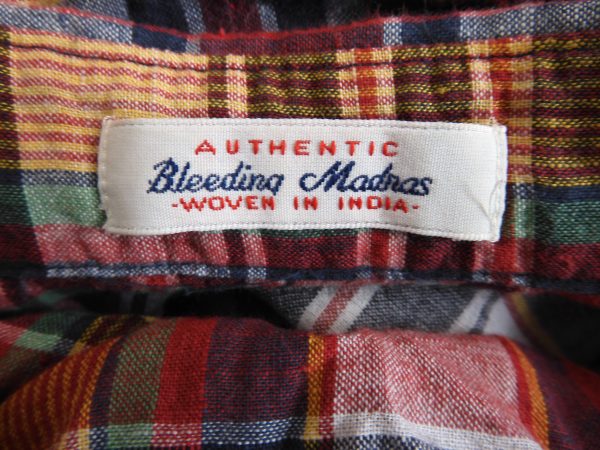 AUTHENTIC
Bleeding Madras
-WOVEN IN INDIA-